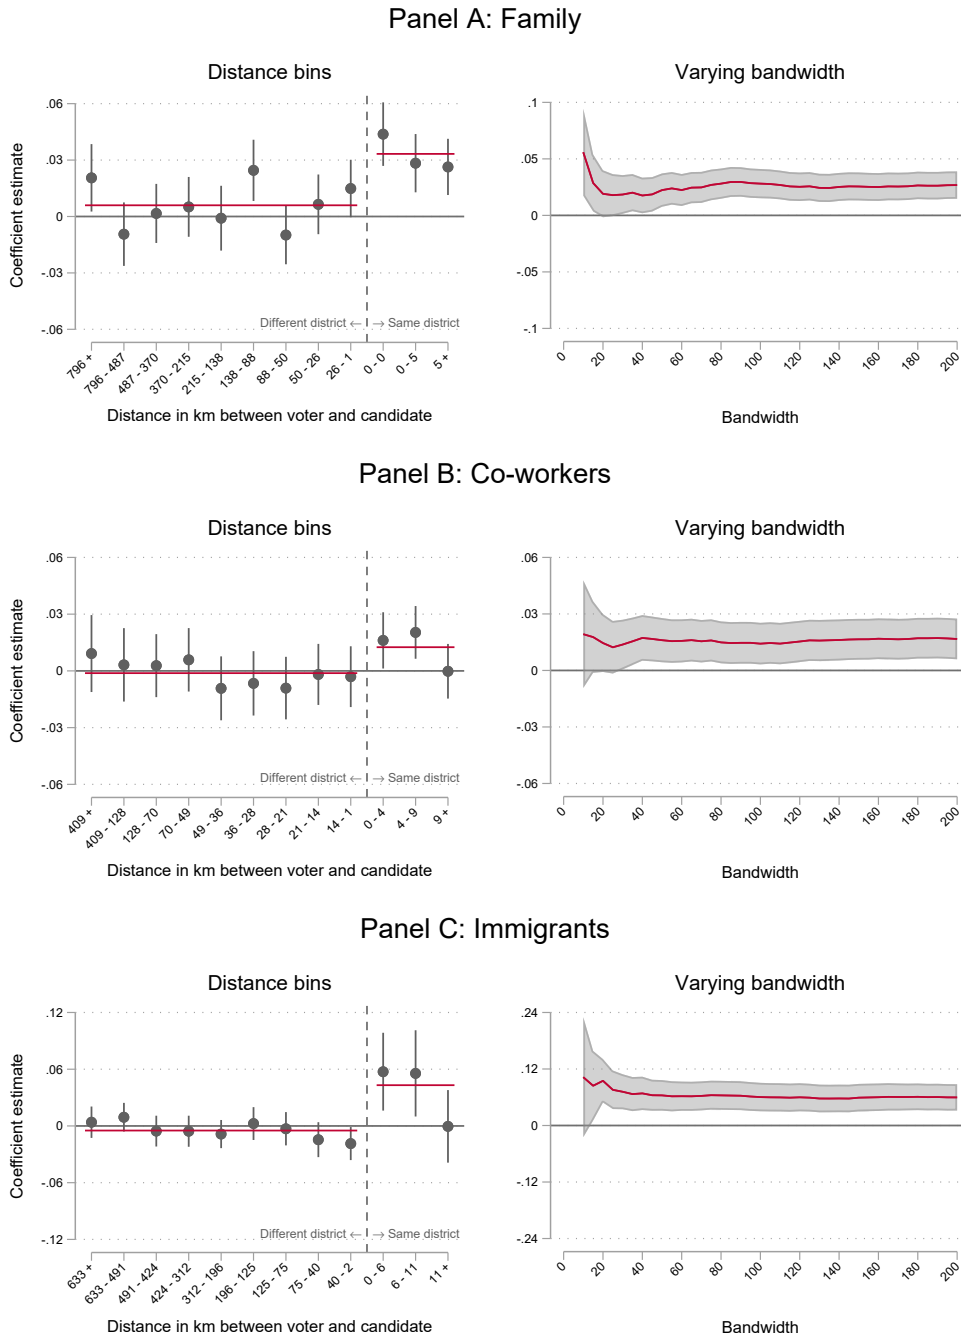 Panel A: Family
Distance bins
Coefficient estimate
.06
.03
0
-.03
-.06
Different district ← → Same district
796 +
796 - 487
487 - 370
370 - 215
215 - 138
138 - 88
88 - 50
50 - 26
26 - 1
0 - 0
0 - 5
5 +
Distance in km between voter and candidate
Varying bandwidth
.1
.05
0
-.05
-.1
0
20
40
60
80
100
120
140
160
180
200
Bandwidth
Panel B: Co-workers
Distance bins
Coefficient estimate
.06
.03
0
-.03
-.06
Different district ← → Same district
409 +
409 - 128
128 - 70
70 - 49
49 - 36
36 - 28
28 - 21
21 - 14
14 - 1
0 - 4
4 - 9
9 +
Distance in km between voter and candidate
Varying bandwidth
.06
.03
0
-.03
-.06
0
20
40
60
80
100
120
140
160
180
200
Bandwidth
Panel C: Immigrants
Distance bins
Coefficient estimate
.12
.06
0
-.06
-.12
Different district ← → Same district
633 +
633 - 491
491 - 424
424 - 312
312 - 196
196 - 125
125 - 75
75 - 40
40 - 2
0 - 6
6 - 11
11 +
Distance in km between voter and candidate
Varying bandwidth
.24
.12
0
-.12
-.24
0
20
40
60
80
100
120
140
160
180
200
Bandwidth